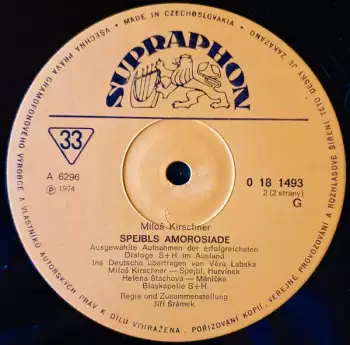 MADE IN CZECHOSLOVAKIA • VŠECHNA PRÁVA GRAMOFONOVÉHO VÝROBCE A VLASTNÍKŮ AUTORSKÝCH PRÁV K DÍLU VYHRAŽENA. POŘIZOVÁNÍ KOPIÍ, VEŘEJNÉ PROVOZOVÁNÍ A ROZHLASOVÉ ŠÍŘENÍ TÉTO DESKY JE ZAKÁZÁNO
SUPRAPHON
33
A 6296
Ⓟ 1974
0 18 1493
2 (2 strany)
G
Miloš Kirschner
SPEJBLS AMOROSIADE
Ausgewählte Aufnahmen der erfolgreichsten
Dialoge S+H im Ausland
Ins Deutsche übertragen von Věra Labská
Miloš Kirschner — Spejbl, Hurvínek
Helena Štáchová — Mánička
Blaskapelle S+H
Regie und Zusammenstellung
Jiří Šrámek